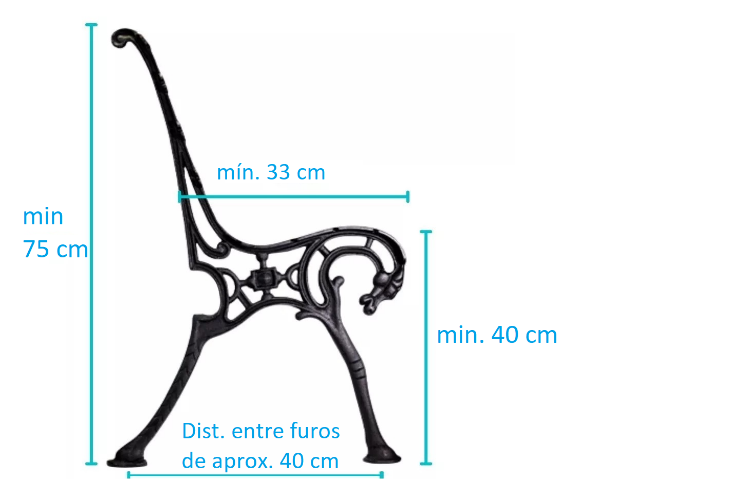 mín. 33 cm
min
75 cm
min. 40 cm
Dist. entre furos
de aprox. 40 cm